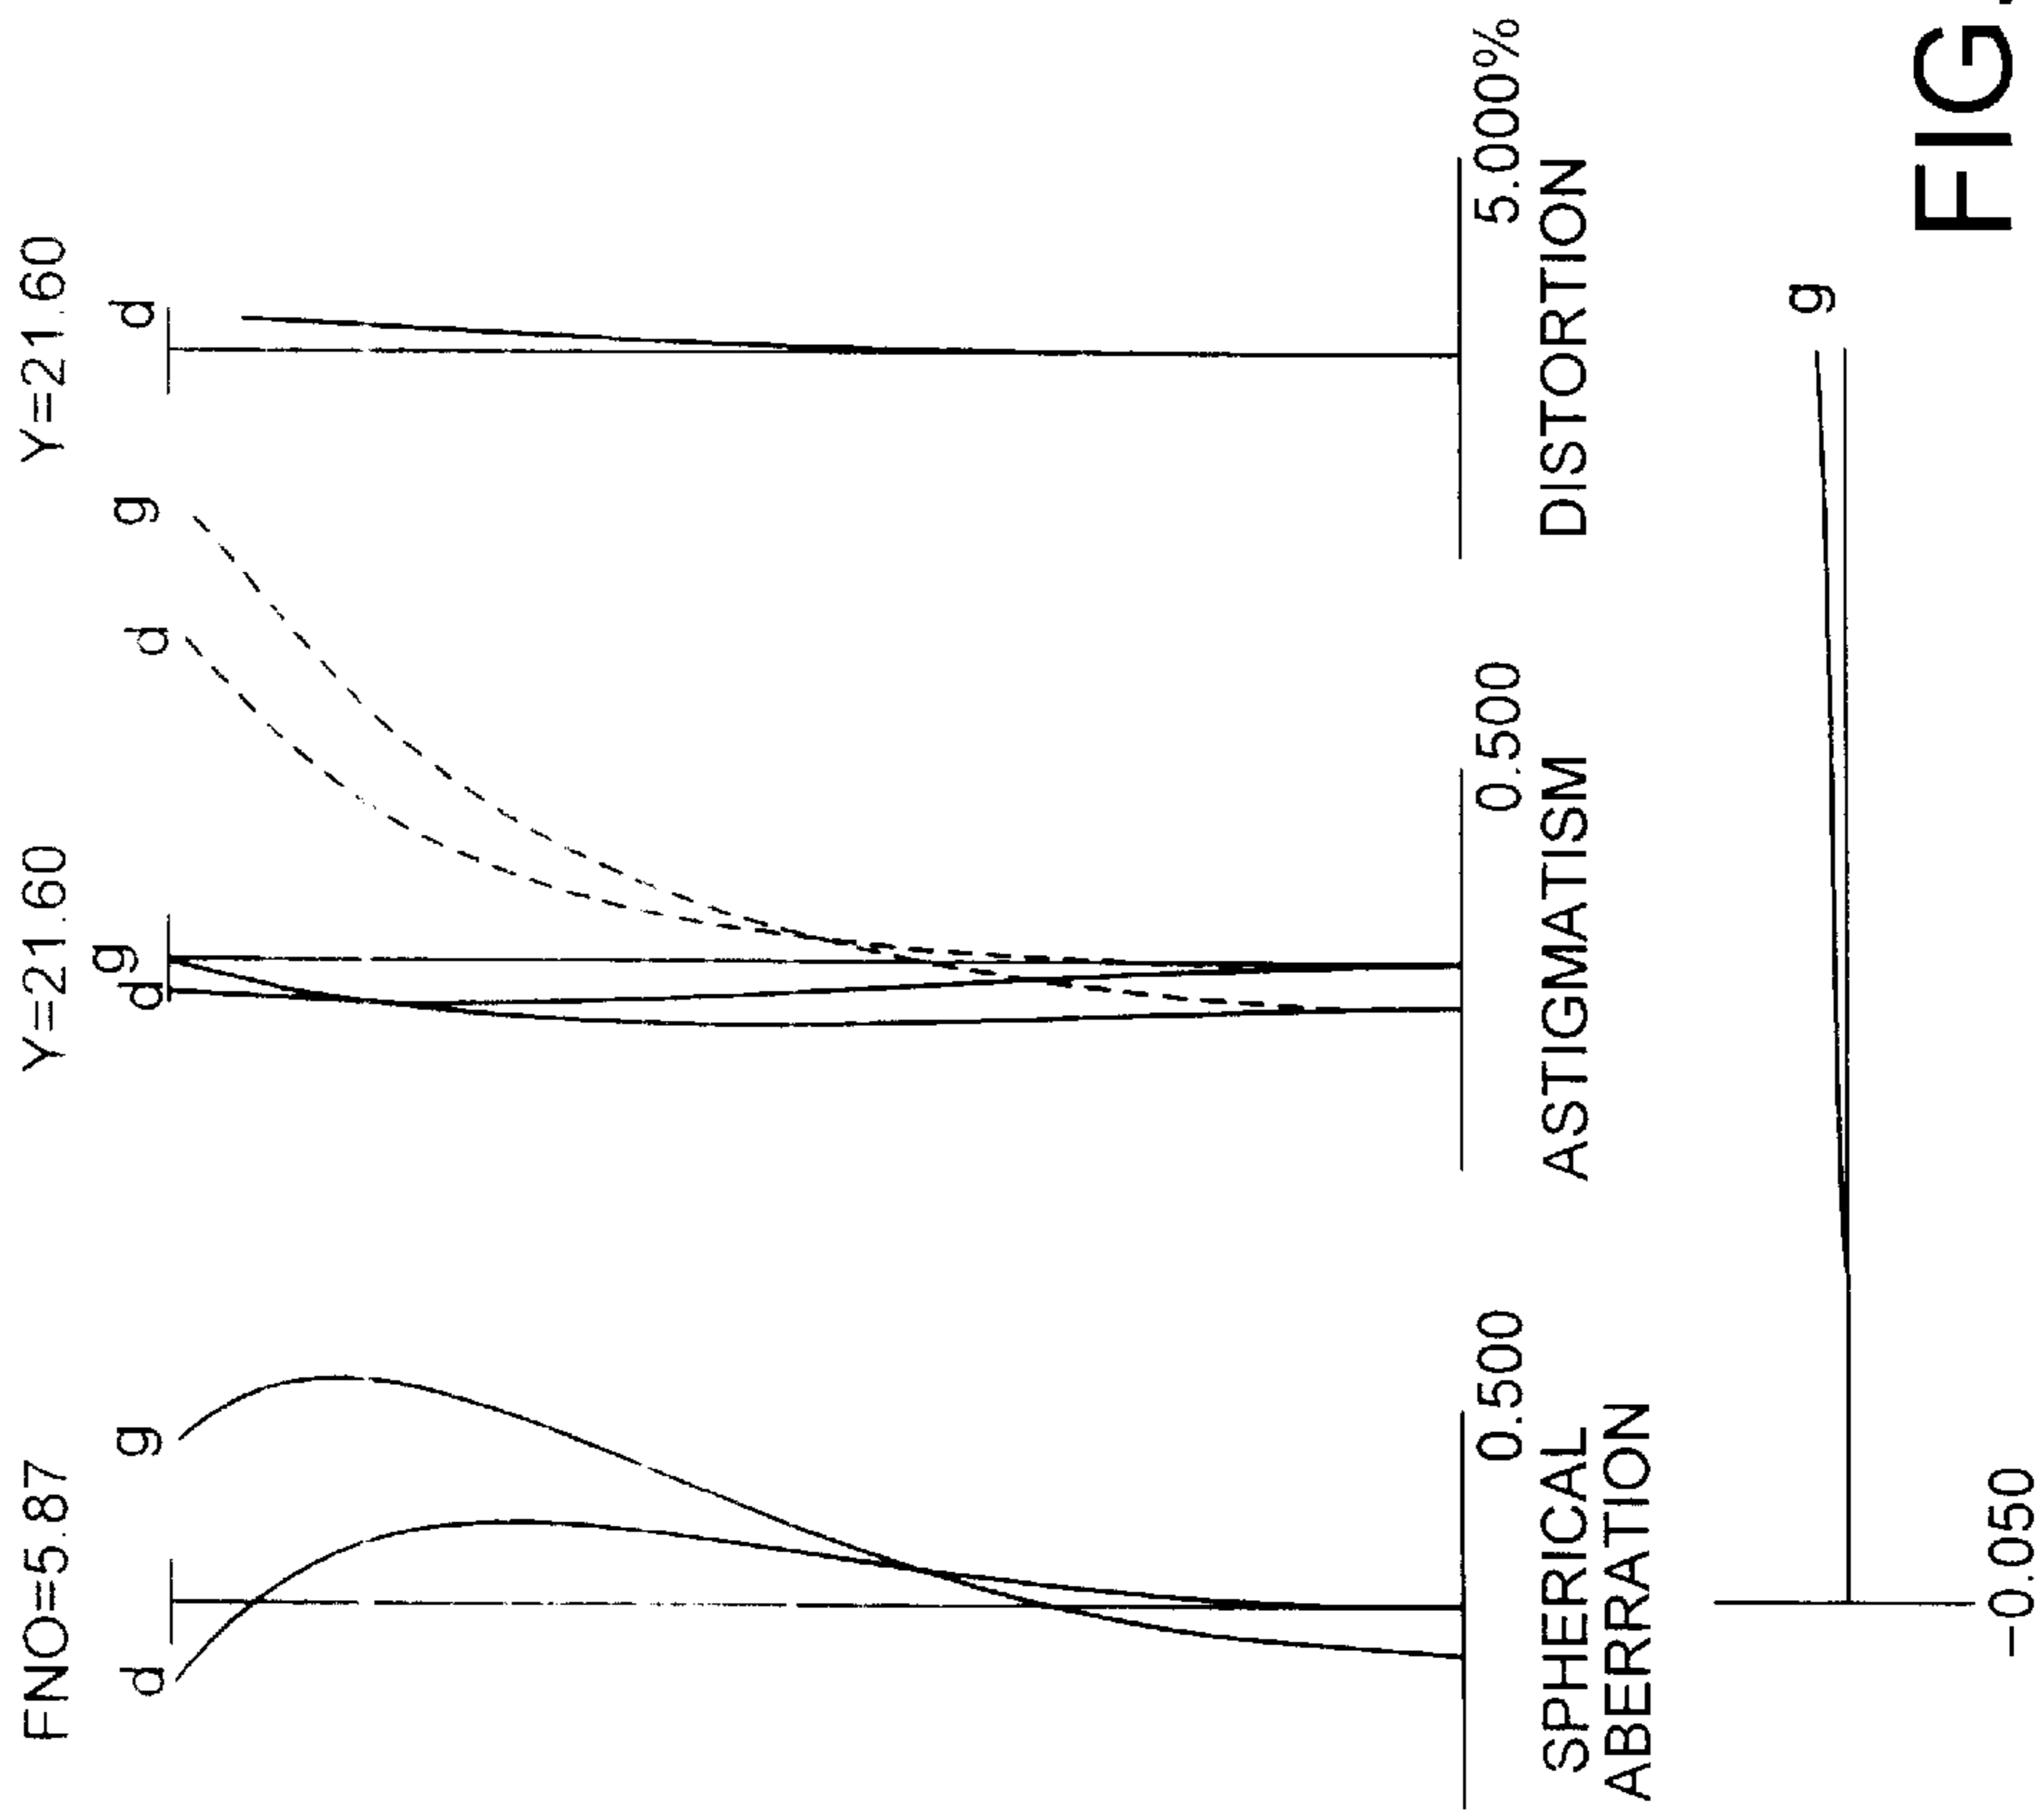 FNO=5.87
d
g
0.500
SPHERICAL
ABERRATION
Y=21.60
d
g
d
g
0.500
ASTIGMATISM
Y=21.60
d
5.000%
DISTORTION
g
-0.050
FIG.